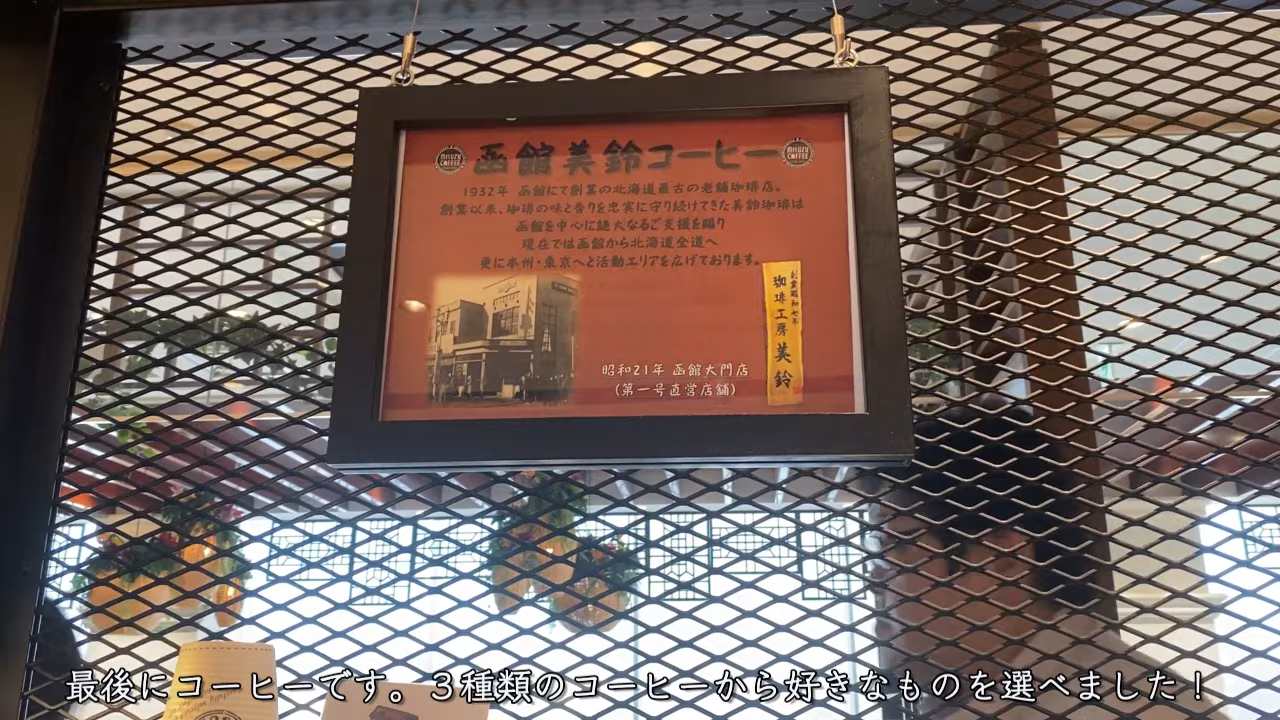 函館美鈴コーヒー
MISUZU COFFEE
MISUZU COFFEE
1932年 函館にて創業の北海道最古の老舗珈琲店。
創業以来、珈琲の味と香りを忠実に守り続けてきた美鈴珈琲は
函館を中心に絶大なるご支援を賜り
現在では函館から北海道全道へ
更に本州・東京へと活動エリアを広げております。
創業昭和七年
珈琲工房 美鈴
昭和21年 函館大門店
(第一号直営店舗)
最後にコーヒーです。3種類のコーヒーから好きなものを選べました！